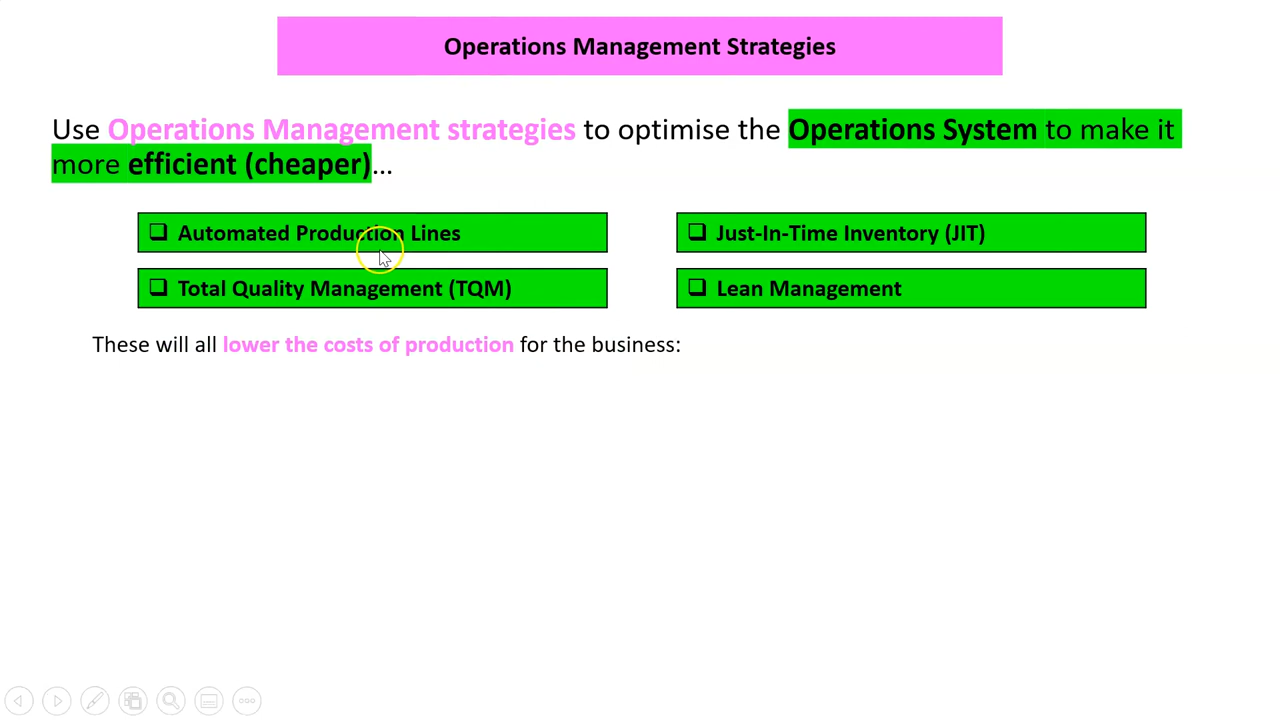 Operations Management Strategies
Use Operations Management strategies to optimise the Operations System to make it
more efficient (cheaper)...
❑ Automated Production Lines
❑ Just-In-Time Inventory (JIT)
❑ Total Quality Management (TQM)
❑ Lean Management
These will all lower the costs of production for the business: